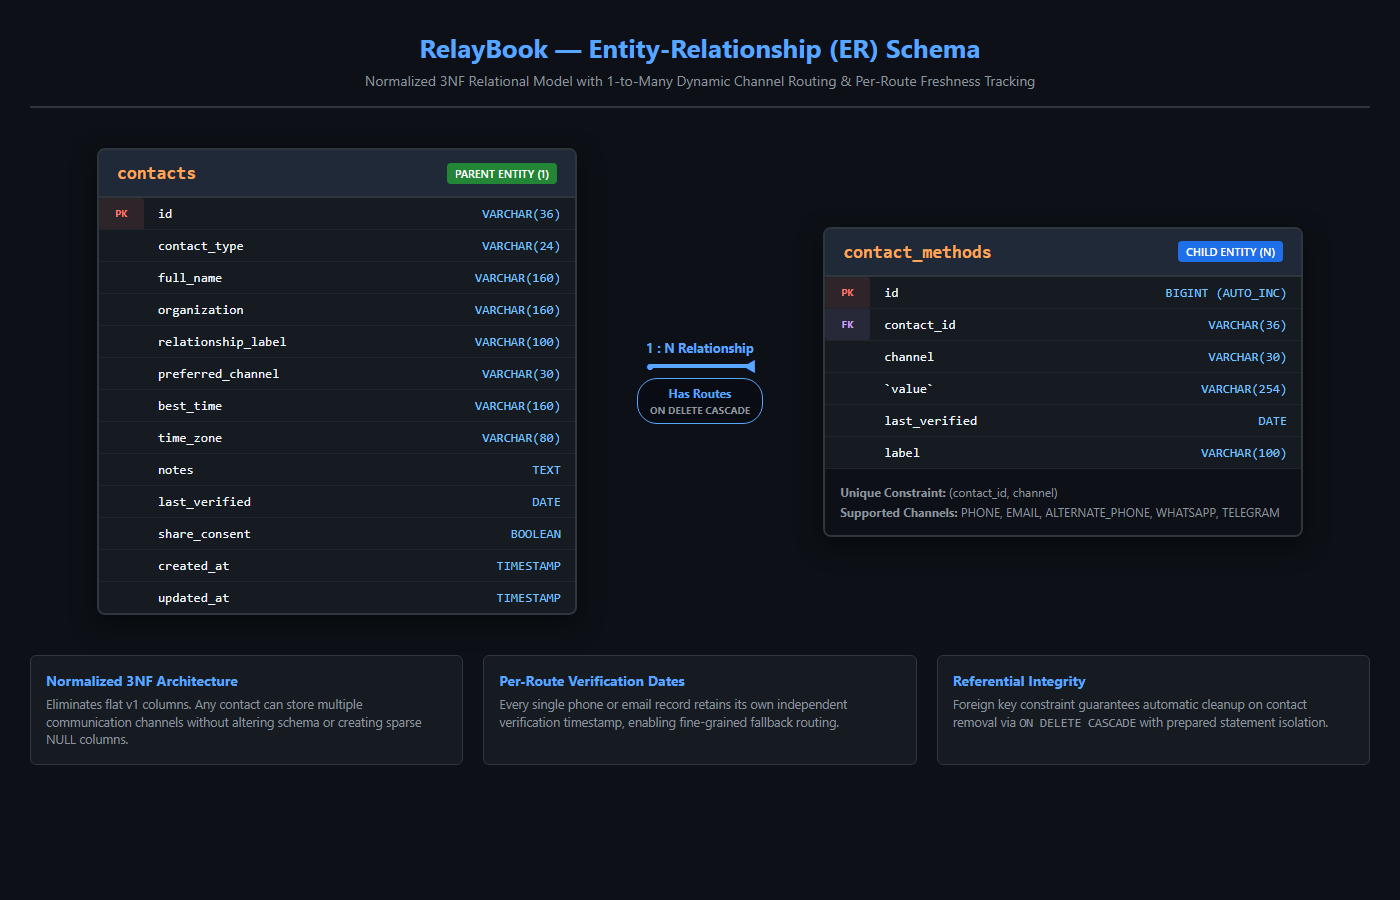 RelayBook — Entity-Relationship (ER) Schema
Normalized 3NF Relational Model with 1-to-Many Dynamic Channel Routing & Per-Route Freshness Tracking
contacts PARENT ENTITY (1)
PK id VARCHAR(36)
contact_type VARCHAR(24)
full_name VARCHAR(160)
organization VARCHAR(160)
relationship_label VARCHAR(100)
preferred_channel VARCHAR(30)
best_time VARCHAR(160)
time_zone VARCHAR(80)
notes TEXT
last_verified DATE
share_consent BOOLEAN
created_at TIMESTAMP
updated_at TIMESTAMP
1 : N Relationship
Has Routes
ON DELETE CASCADE
contact_methods CHILD ENTITY (N)
PK id BIGINT (AUTO_INC)
FK contact_id VARCHAR(36)
channel VARCHAR(30)
`value` VARCHAR(254)
last_verified DATE
label VARCHAR(100)
Unique Constraint: (contact_id, channel)
Supported Channels: PHONE, EMAIL, ALTERNATE_PHONE, WHATSAPP, TELEGRAM
Normalized 3NF Architecture
Eliminates flat v1 columns. Any contact can store multiple
communication channels without altering schema or creating sparse
NULL columns.
Per-Route Verification Dates
Every single phone or email record retains its own independent
verification timestamp, enabling fine-grained fallback routing.
Referential Integrity
Foreign key constraint guarantees automatic cleanup on contact
removal via ON DELETE CASCADE with prepared statement isolation.